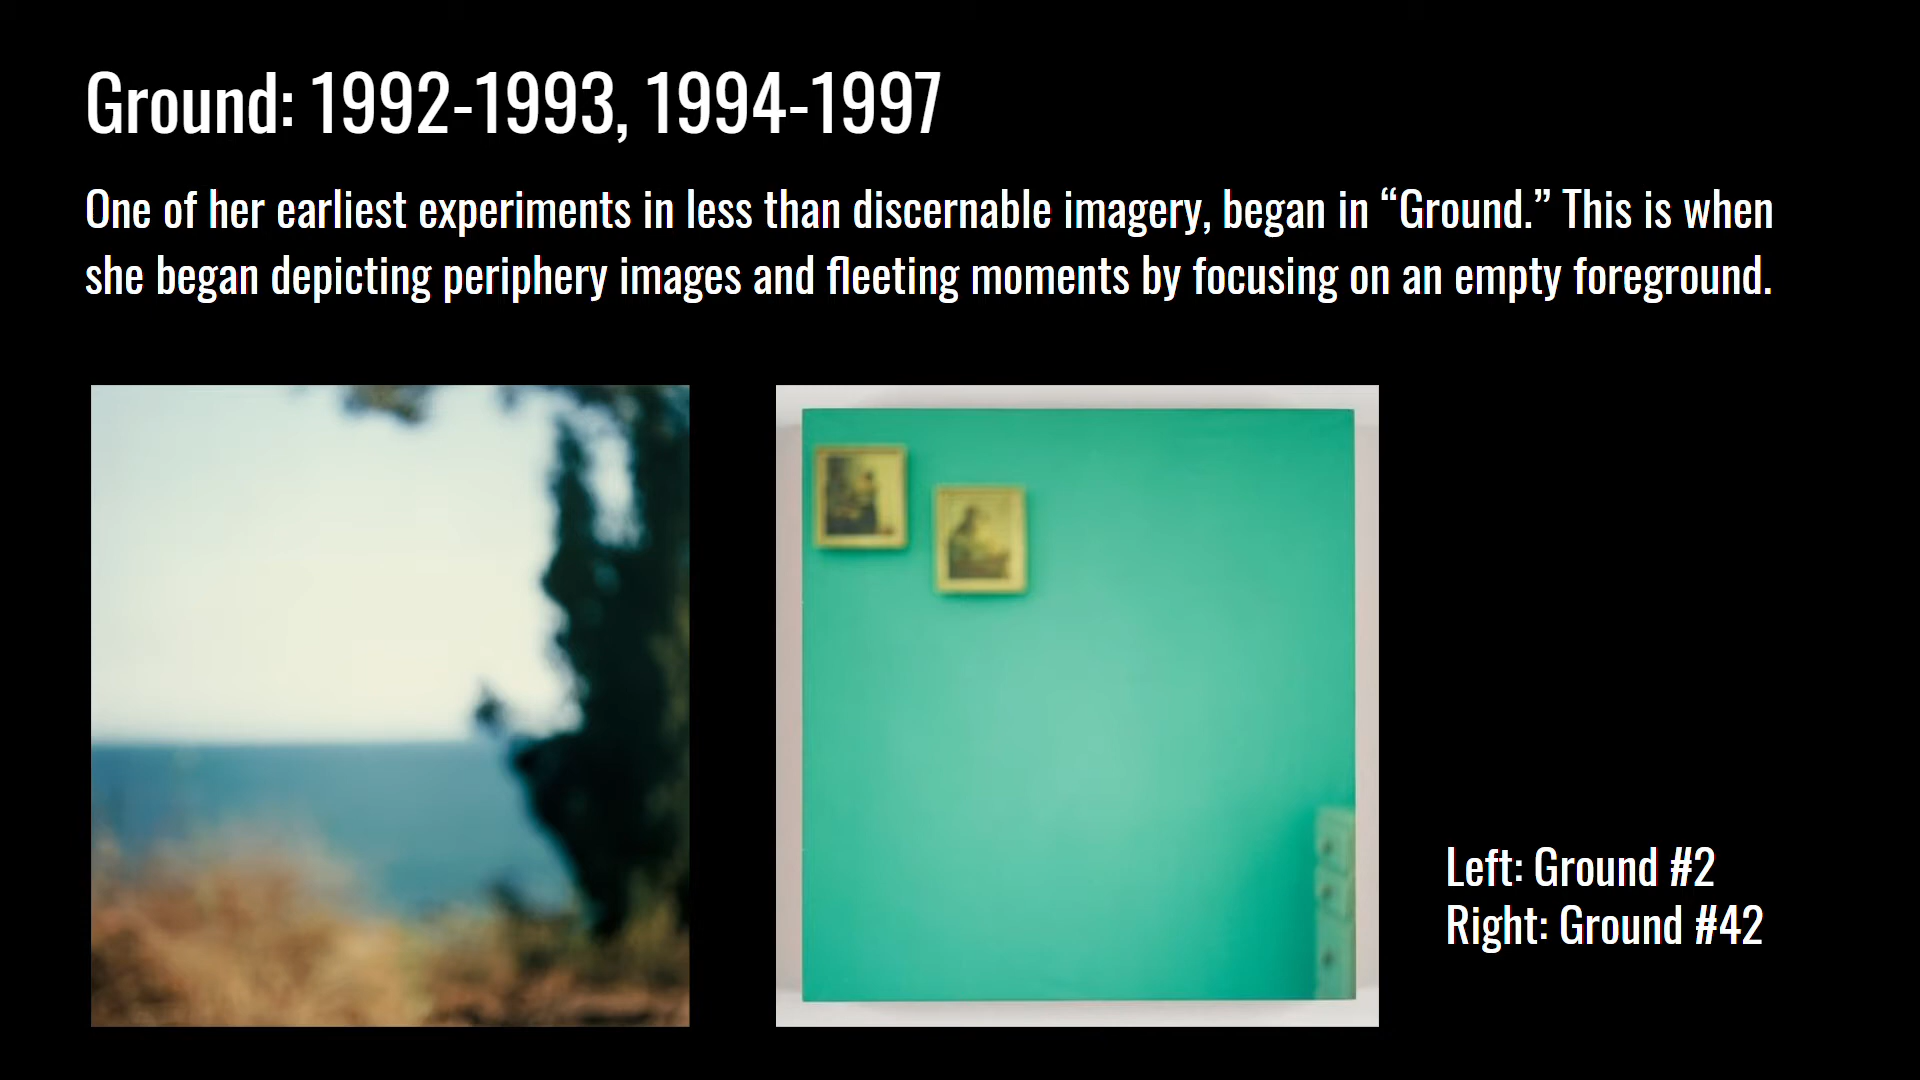 Ground: 1992-1993, 1994-1997
One of her earliest experiments in less than discernable imagery, began in “Ground.” This is when
she began depicting periphery images and fleeting moments by focusing on an empty foreground.
Left: Ground #2
Right: Ground #42